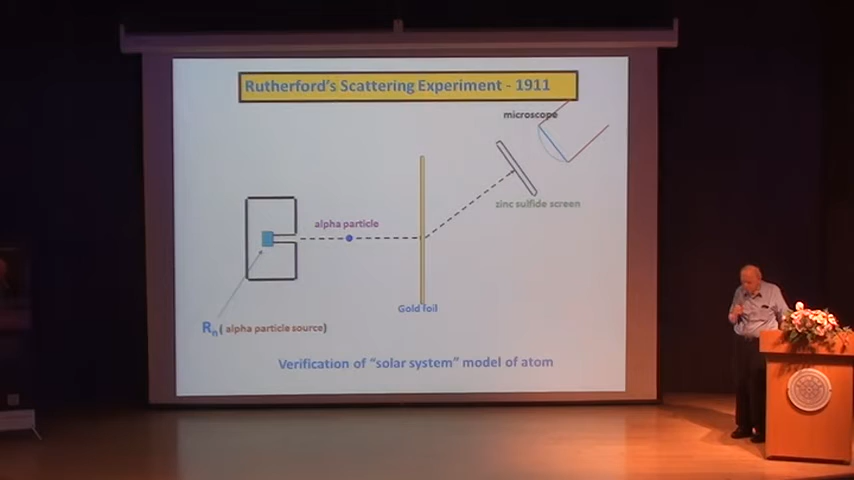 Rutherford's Scattering Experiment - 1911
microscope
zinc sulfide screen
alpha particle
Gold foil
Rn( alpha particle source)
Verification of "solar system" model of atom